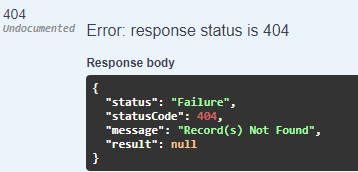 404
Undocumented
Error: response status is 404
Response body
{
  "status": "Failure",
  "statusCode": 404,
  "message": "Record(s) Not Found",
  "result": null
}